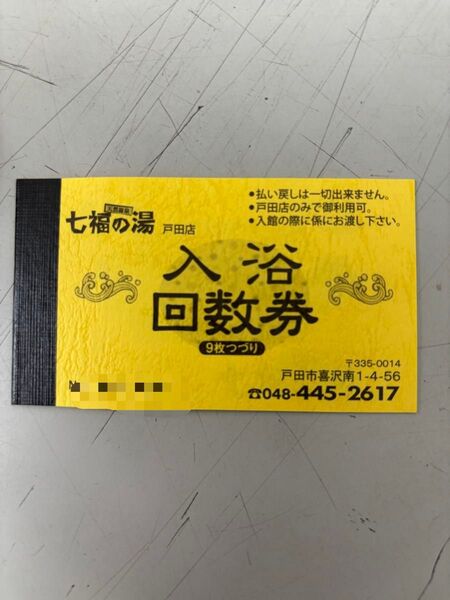 七福の湯 戸田店
●払い戻しは一切出来ません。
●戸田店のみで御利用可。
●入館の際に係にお渡し下さい。
入浴
回数券
9枚つづり
〒335-0014
戸田市喜沢南1-4-56
☎048-445-2617